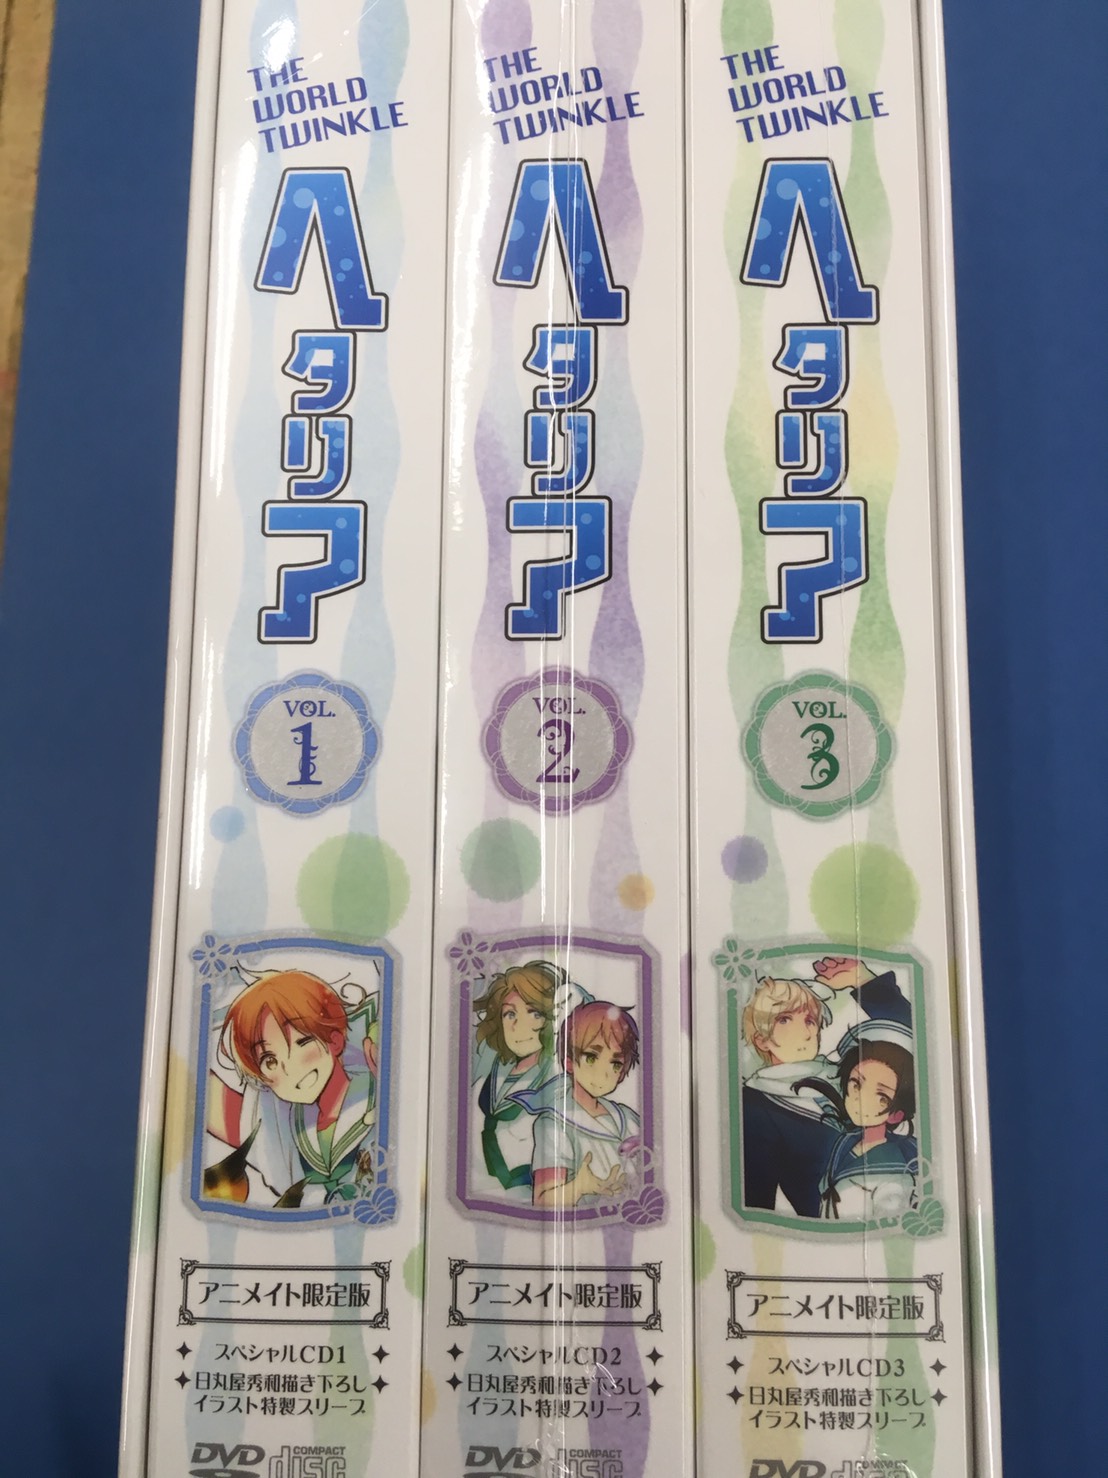 THE
WORLD
TWINKLE
ヘタリア
VOL.
1
アニメイト限定版
スペシャルCD1
日丸屋秀和描き下ろし
イラスト特製スリーブ
DVD
COMPACT
disc
THE
WORLD
TWINKLE
ヘタリア
VOL.
2
アニメイト限定版
スペシャルCD2
日丸屋秀和描き下ろし
イラスト特製スリーブ
DVD
COMPACT
disc
THE
WORLD
TWINKLE
ヘタリア
VOL.
3
アニメイト限定版
スペシャルCD3
日丸屋秀和描き下ろし
イラスト特製スリーブ
DVD
COMPACT
disc